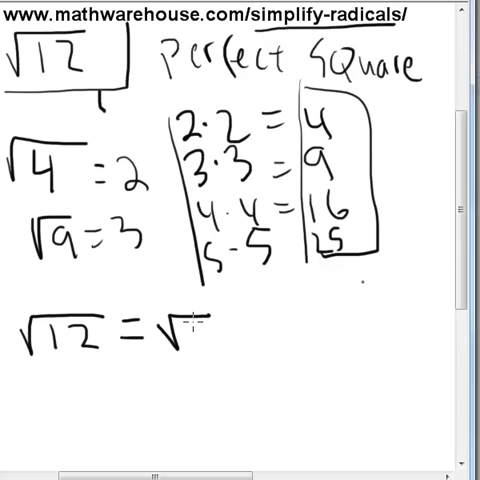 www.mathwarehouse.com/simplify-radicals/
√12 Perfect Square
2·2 = 4
√4 = 2 3·3 = 9
4·4 = 16
√9 = 3 5-5 25
√12 = √